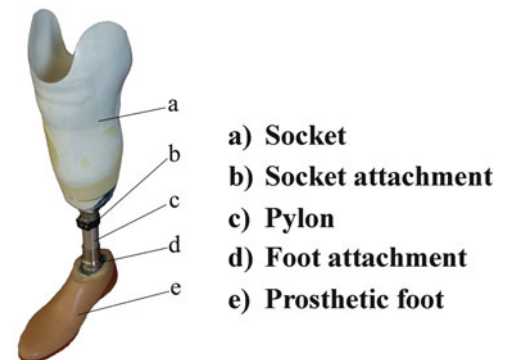 a
b
c
d
e
a) Socket
b) Socket attachment
c) Pylon
d) Foot attachment
e) Prosthetic foot